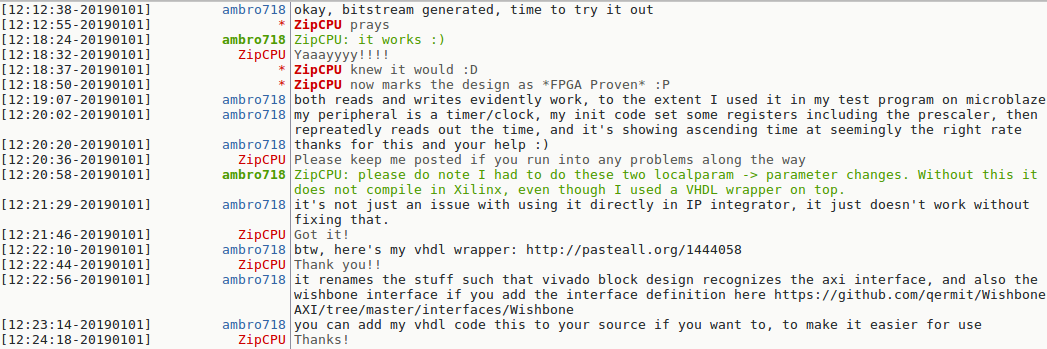 [12:12:38-20190101] ambro718 okay, bitstream generated, time to try it out
[12:12:55-20190101] * ZipCPU prays
[12:18:24-20190101] ambro718 ZipCPU: it works :)
[12:18:32-20190101] ZipCPU Yaaayyyy!!!!
[12:18:37-20190101] * ZipCPU knew it would :D
[12:18:50-20190101] * ZipCPU now marks the design as *FPGA Proven* :P
[12:19:07-20190101] ambro718 both reads and writes evidently work, to the extent I used it in my test program on microblaze
[12:20:02-20190101] ambro718 my peripheral is a timer/clock, my init code set some registers including the prescaler, then
repreatedly reads out the time, and it's showing ascending time at seemingly the right rate
[12:20:20-20190101] ambro718 thanks for this and your help :)
[12:20:36-20190101] ZipCPU Please keep me posted if you run into any problems along the way
[12:20:58-20190101] ambro718 ZipCPU: please do note I had to do these two localparam -> parameter changes. Without this it
does not compile in Xilinx, even though I used a VHDL wrapper on top.
[12:21:29-20190101] ambro718 it's not just an issue with using it directly in IP integrator, it just doesn't work without
fixing that.
[12:21:46-20190101] ZipCPU Got it!
[12:22:10-20190101] ambro718 btw, here's my vhdl wrapper: http://pasteall.org/1444058
[12:22:44-20190101] ZipCPU Thank you!!
[12:22:56-20190101] ambro718 it renames the stuff such that vivado block design recognizes the axi interface, and also the
wishbone interface if you add the interface definition here https://github.com/qermit/Wishbone
AXI/tree/master/interfaces/Wishbone
[12:23:14-20190101] ambro718 you can add my vhdl code this to your source if you want to, to make it easier for use
[12:24:18-20190101] ZipCPU Thanks!